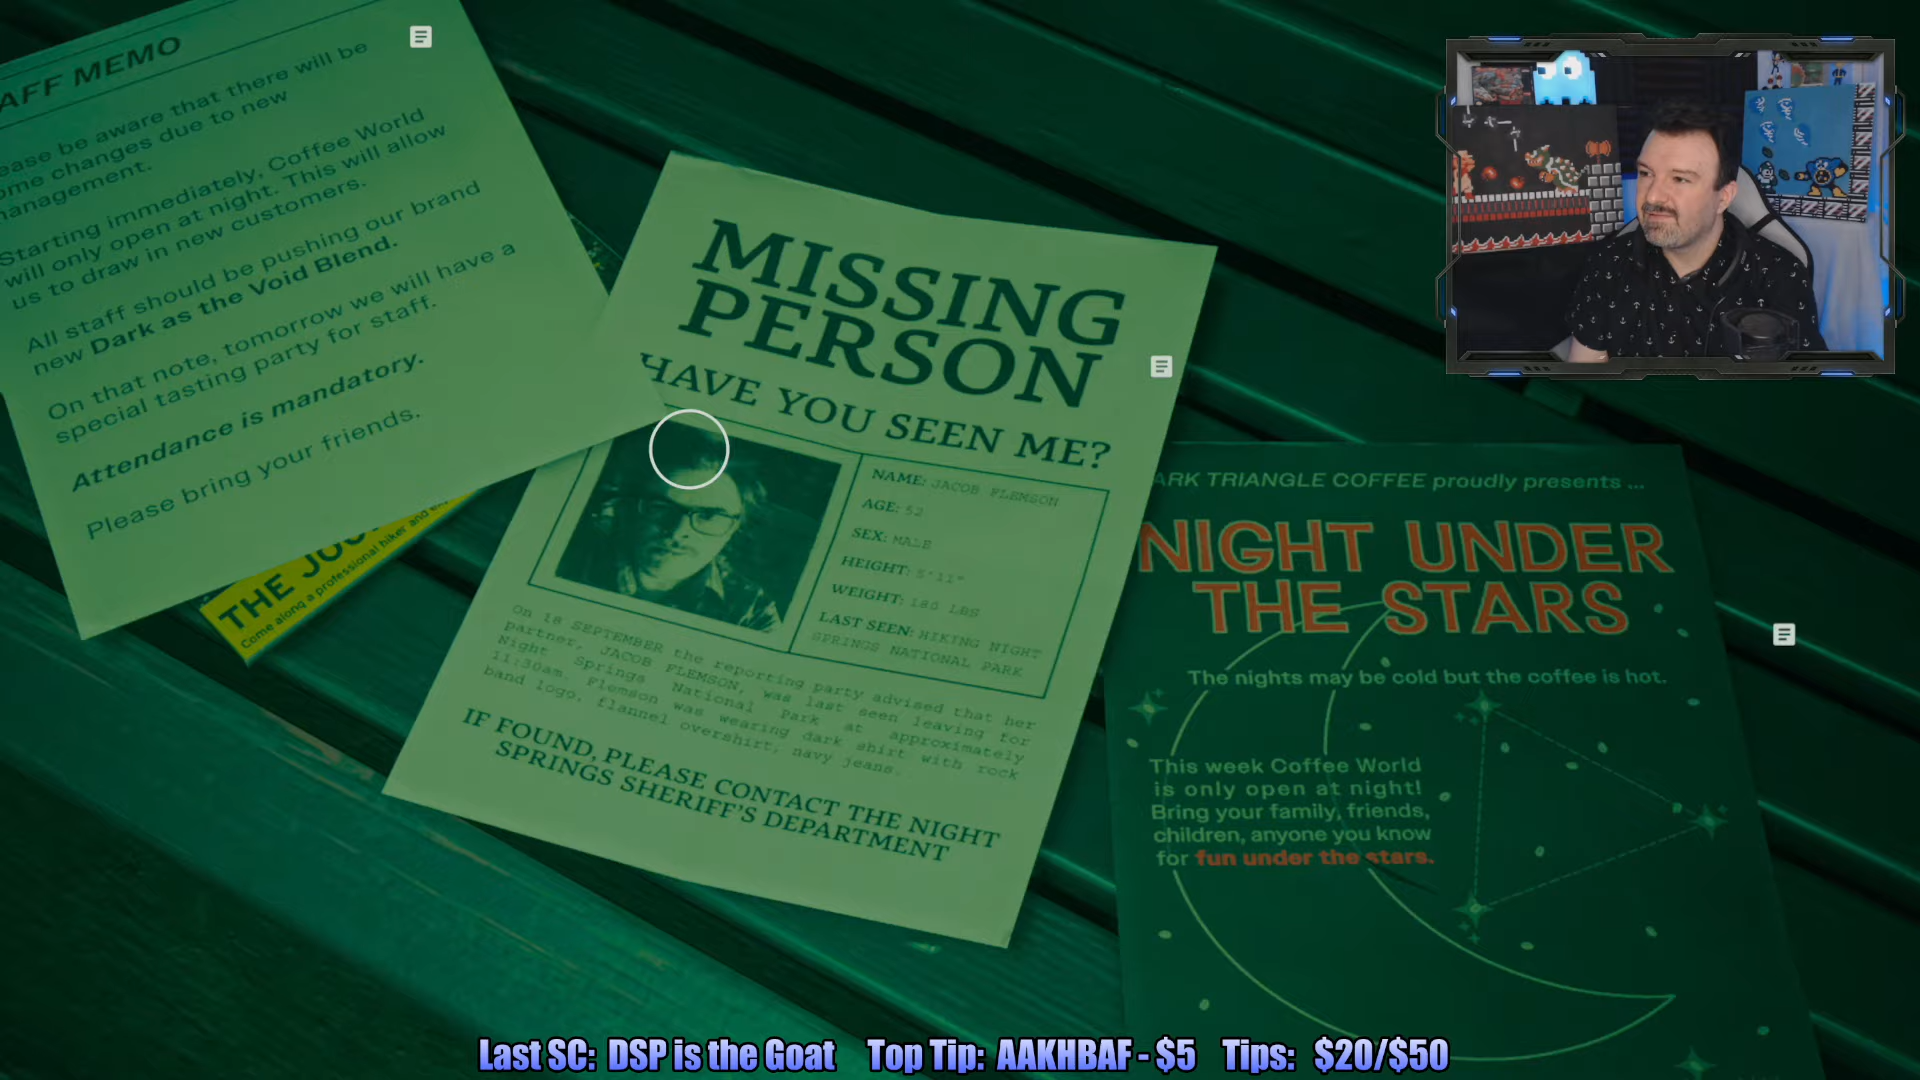 AFF MEMO
ease be aware that there will be
ome changes due to new
management.
Starting immediately, Coffee World
will only open at night. This will allow
us to draw in new customers.
All staff should be pushing our brand
new Dark as the Void Blend.
On that note, tomorrow we will have a
special tasting party for staff.
Attendance is mandatory.
Please bring your friends.
THE JOU
Come along a professional hiker and
MISSING
PERSON
HAVE YOU SEEN ME?
NAME: JACOB FLEMSON
AGE: 52
SEX: MALE
HEIGHT: 5'11"
WEIGHT: 180 LBS
LAST SEEN: HIKING NIGHT
SPRINGS NATIONAL PARK
On 18 SEPTEMBER the reporting party advised that her
partner, JACOB FLEMSON, was last seen leaving for
Night Springs National Park at approximately
11:30am. Flemson was wearing dark shirt with rock
band logo, flannel overshirt, navy jeans.
IF FOUND, PLEASE CONTACT THE NIGHT
SPRINGS SHERIFF'S DEPARTMENT
ARK TRIANGLE COFFEE proudly presents ...
NIGHT UNDER
THE STARS
The nights may be cold but the coffee is hot.
This week Coffee World
is only open at night!
Bring your family, friends,
children, anyone you know
for fun under the stars.
Last SC: DSP is the Goat Top Tip: AAKHBAF - $5 Tips: $20/$50